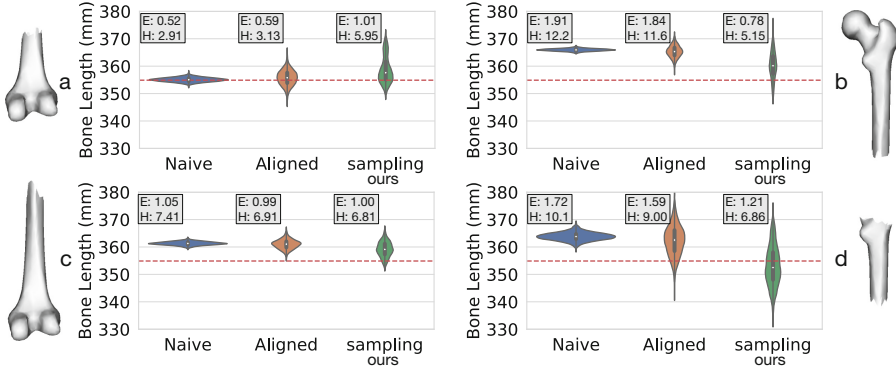 380
370
360
350
340
330
Bone Length (mm)
E: 0.52
H: 2.91
E: 0.59
H: 3.13
E: 1.01
H: 5.95
Naive
Aligned
sampling
ours
a
380
370
360
350
340
330
Bone Length (mm)
E: 1.91
H: 12.2
E: 1.84
H: 11.6
E: 0.78
H: 5.15
Naive
Aligned
sampling
ours
b
380
370
360
350
340
330
Bone Length (mm)
E: 1.05
H: 7.41
E: 0.99
H: 6.91
E: 1.00
H: 6.81
Naive
Aligned
sampling
ours
c
380
370
360
350
340
330
Bone Length (mm)
E: 1.72
H: 10.1
E: 1.59
H: 9.00
E: 1.21
H: 6.86
Naive
Aligned
sampling
ours
d